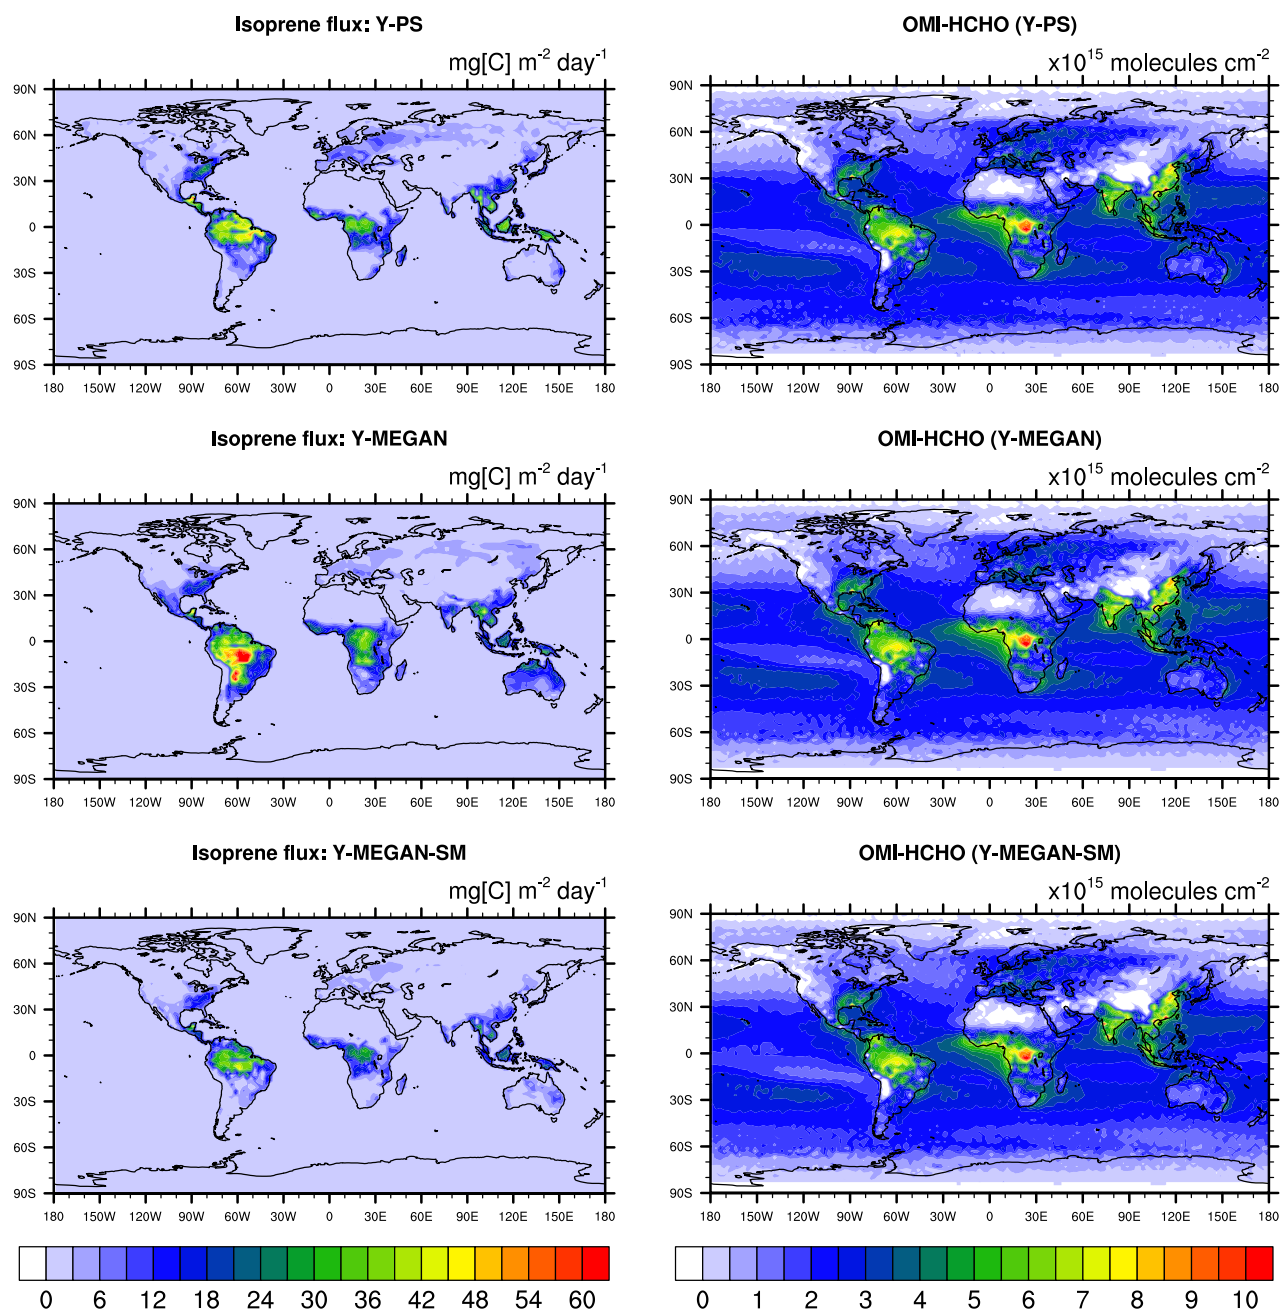 Isoprene flux: Y-PS
mg[C] m-2 day-1
90N
60N
30N
0
30S
60S
90S
180 150W 120W 90W 60W 30W 0 30E 60E 90E 120E 150E 180
OMI-HCHO (Y-PS)
x10^15 molecules cm-2
90N
60N
30N
0
30S
60S
90S
180 150W 120W 90W 60W 30W 0 30E 60E 90E 120E 150E 180
Isoprene flux: Y-MEGAN
mg[C] m-2 day-1
90N
60N
30N
0
30S
60S
90S
180 150W 120W 90W 60W 30W 0 30E 60E 90E 120E 150E 180
OMI-HCHO (Y-MEGAN)
x10^15 molecules cm-2
90N
60N
30N
0
30S
60S
90S
180 150W 120W 90W 60W 30W 0 30E 60E 90E 120E 150E 180
Isoprene flux: Y-MEGAN-SM
mg[C] m-2 day-1
90N
60N
30N
0
30S
60S
90S
180 150W 120W 90W 60W 30W 0 30E 60E 90E 120E 150E 180
OMI-HCHO (Y-MEGAN-SM)
x10^15 molecules cm-2
90N
60N
30N
0
30S
60S
90S
180 150W 120W 90W 60W 30W 0 30E 60E 90E 120E 150E 180
0 6 12 18 24 30 36 42 48 54 60
0 1 2 3 4 5 6 7 8 9 10